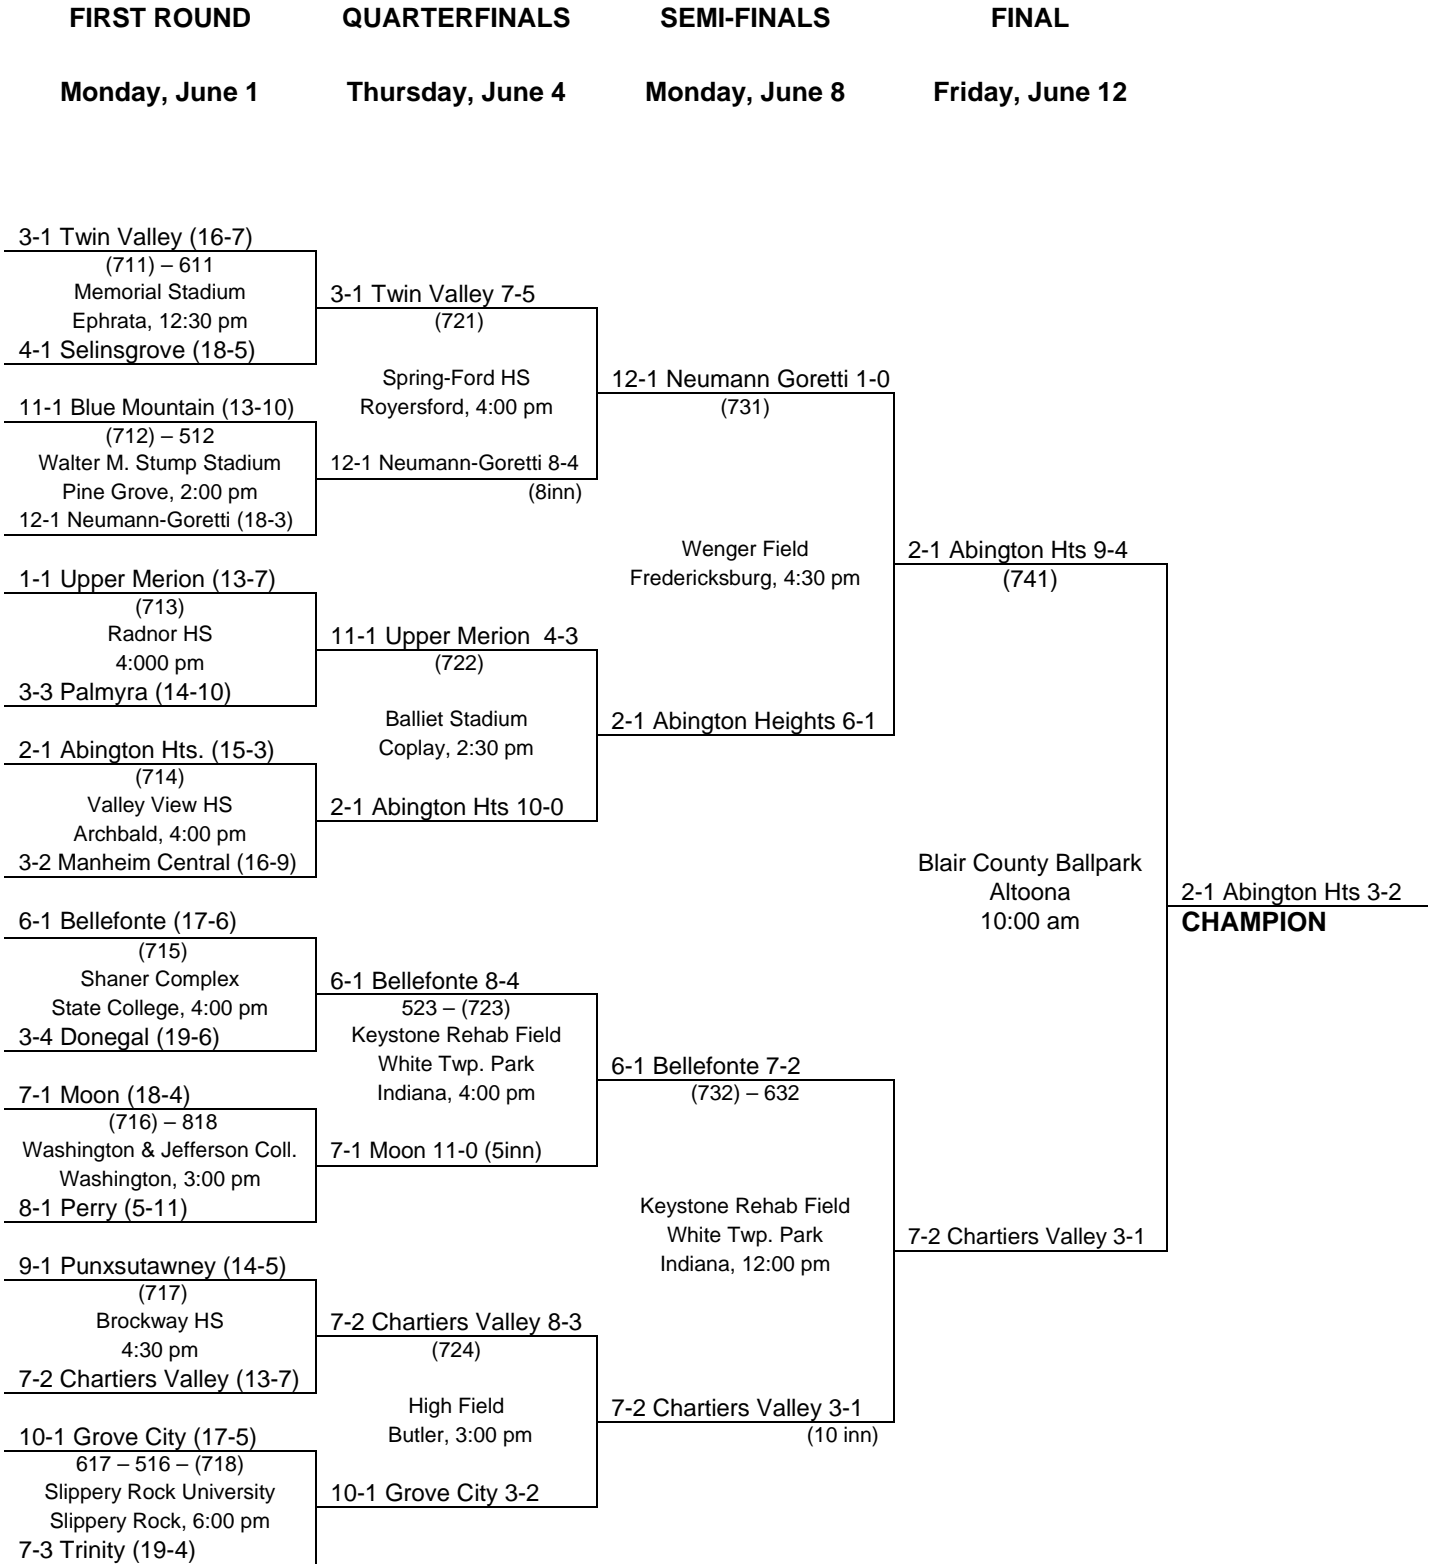 FIRST ROUND
QUARTERFINALS
SEMI-FINALS
FINAL
Monday, June 1
Thursday, June 4
Monday, June 8
Friday, June 12
3-1 Twin Valley (16-7)
(711) – 611
Memorial Stadium
Ephrata, 12:30 pm
4-1 Selinsgrove (18-5)
11-1 Blue Mountain (13-10)
(712) – 512
Walter M. Stump Stadium
Pine Grove, 2:00 pm
12-1 Neumann-Goretti (18-3)
1-1 Upper Merion (13-7)
(713)
Radnor HS
4:000 pm
3-3 Palmyra (14-10)
2-1 Abington Hts. (15-3)
(714)
Valley View HS
Archbald, 4:00 pm
3-2 Manheim Central (16-9)
6-1 Bellefonte (17-6)
(715)
Shaner Complex
State College, 4:00 pm
3-4 Donegal (19-6)
7-1 Moon (18-4)
(716) – 818
Washington & Jefferson Coll.
Washington, 3:00 pm
8-1 Perry (5-11)
9-1 Punxsutawney (14-5)
(717)
Brockway HS
4:30 pm
7-2 Chartiers Valley (13-7)
10-1 Grove City (17-5)
617 – 516 – (718)
Slippery Rock University
Slippery Rock, 6:00 pm
7-3 Trinity (19-4)
3-1 Twin Valley 7-5
(721)
Spring-Ford HS
Royersford, 4:00 pm
12-1 Neumann-Goretti 8-4
(8inn)
11-1 Upper Merion  4-3
(722)
Balliet Stadium
Coplay, 2:30 pm
2-1 Abington Hts 10-0
6-1 Bellefonte 8-4
523 – (723)
Keystone Rehab Field
White Twp. Park
Indiana, 4:00 pm
7-1 Moon 11-0 (5inn)
7-2 Chartiers Valley 8-3
(724)
High Field
Butler, 3:00 pm
10-1 Grove City 3-2
12-1 Neumann Goretti 1-0
(731)
Wenger Field
Fredericksburg, 4:30 pm
2-1 Abington Heights 6-1
6-1 Bellefonte 7-2
(732) – 632
Keystone Rehab Field
White Twp. Park
Indiana, 12:00 pm
7-2 Chartiers Valley 3-1
(10 inn)
2-1 Abington Hts 9-4
(741)
Blair County Ballpark
Altoona
10:00 am
7-2 Chartiers Valley 3-1
2-1 Abington Hts 3-2
CHAMPION